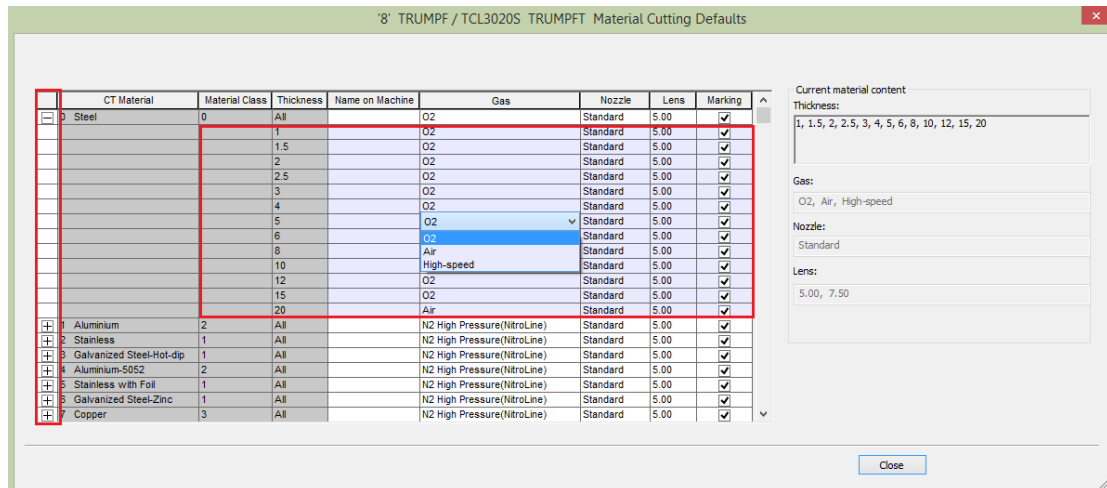 '8' TRUMPF / TCL3020S TRUMPFT Material Cutting Defaults
CT Material Material Class Thickness Name on Machine Gas Nozzle Lens Marking
0 Steel 0 All O2 Standard 5.00
1 O2 Standard 5.00
1.5 O2 Standard 5.00
2 O2 Standard 5.00
2.5 O2 Standard 5.00
3 O2 Standard 5.00
4 O2 Standard 5.00
5 O2 Standard 5.00
6 O2 Standard 5.00
8 Air Standard 5.00
10 High-speed Standard 5.00
12 O2 Standard 5.00
15 O2 Standard 5.00
20 Air Standard 5.00
1 Aluminium 2 All N2 High Pressure(NitroLine) Standard 5.00
2 Stainless 1 All N2 High Pressure(NitroLine) Standard 5.00
3 Galvanized Steel-Hot-dip 1 All N2 High Pressure(NitroLine) Standard 5.00
4 Aluminium-5052 2 All N2 High Pressure(NitroLine) Standard 5.00
5 Stainless with Foil 1 All N2 High Pressure(NitroLine) Standard 5.00
6 Galvanized Steel-Zinc 1 All N2 High Pressure(NitroLine) Standard 5.00
7 Copper 3 All N2 High Pressure(NitroLine) Standard 5.00
Current material content
Thickness:
1, 1.5, 2, 2.5, 3, 4, 5, 6, 8, 10, 12, 15, 20
Gas:
O2, Air, High-speed
Nozzle:
Standard
Lens:
5.00, 7.50
Close